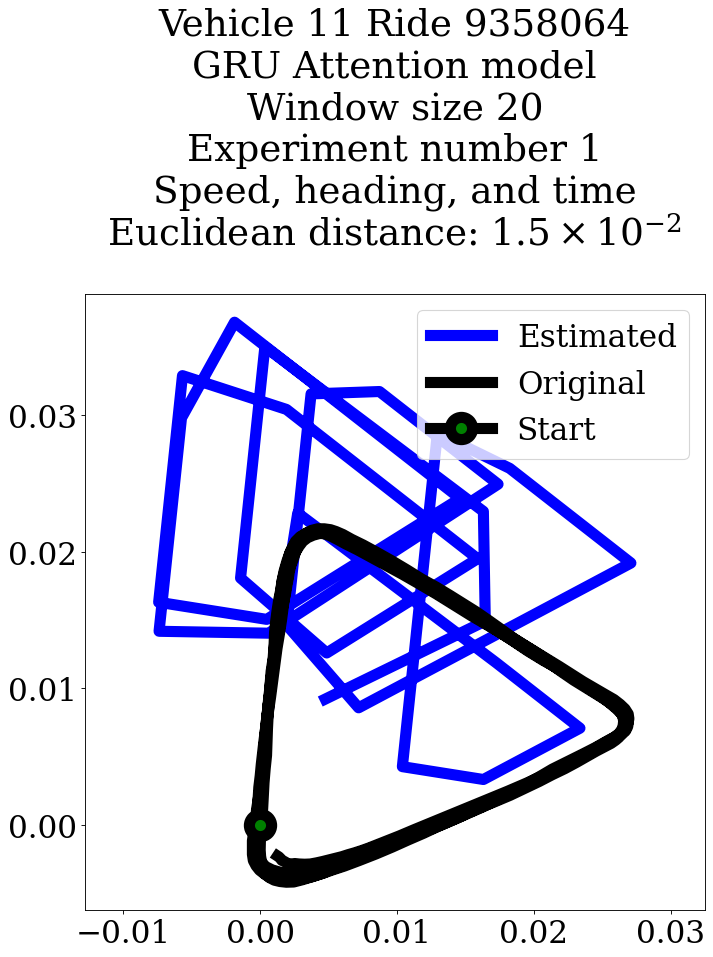 Vehicle 11 Ride 9358064
GRU Attention model
Window size 20
Experiment number 1
Speed, heading, and time
Euclidean distance: 1.5 × 10⁻²
Estimated
Original
Start
0.03
0.02
0.01
0.00
−0.01 0.00 0.01 0.02 0.03